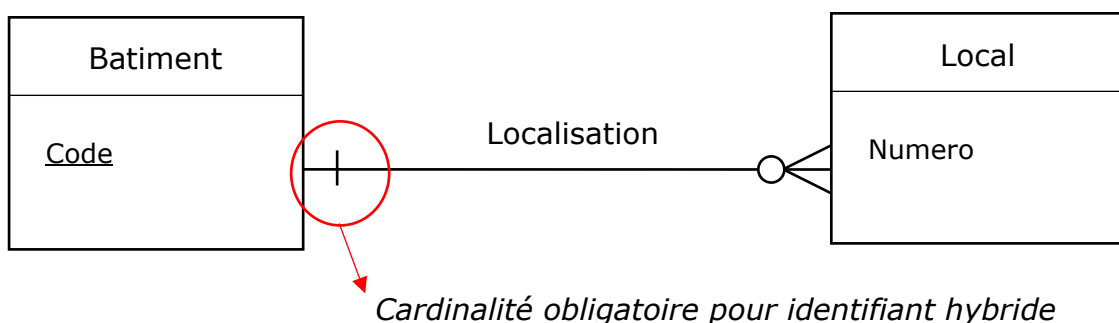 Batiment
Local
Localisation
Code
Numero
Cardinalité obligatoire pour identifiant hybride